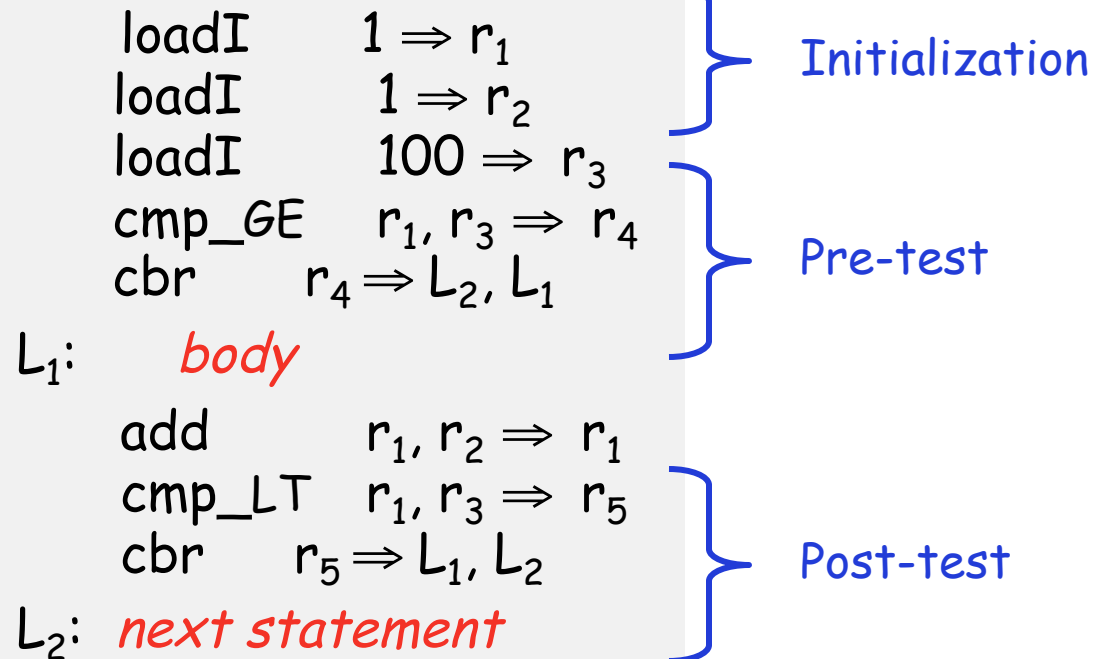 loadI 1 ⇒ r₁
loadI 1 ⇒ r₂
loadI 100 ⇒ r₃
cmp_GE r₁, r₃ ⇒ r₄
cbr r₄ ⇒ L₂, L₁
L₁: body
add r₁, r₂ ⇒ r₁
cmp_LT r₁, r₃ ⇒ r₅
cbr r₅ ⇒ L₁, L₂
L₂: next statement
Initialization
Pre-test
Post-test